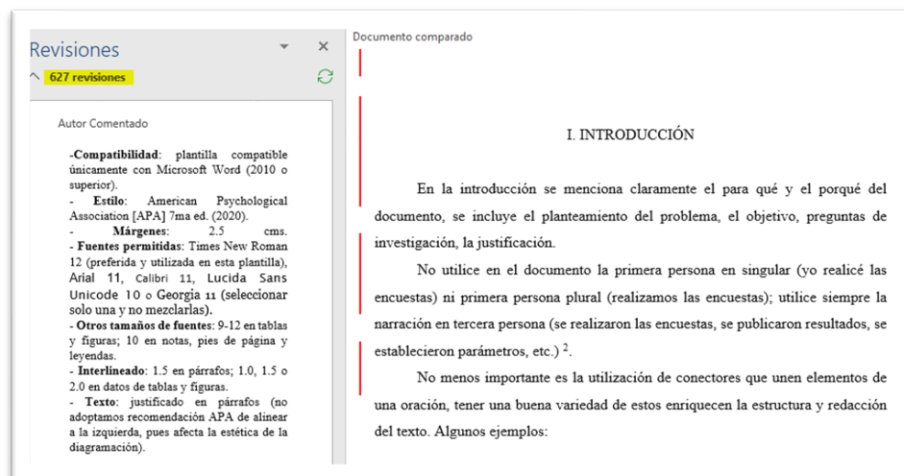 Revisiones
627 revisiones
Autor Comentado
-Compatibilidad: plantilla compatible
únicamente con Microsoft Word (2010 o
superior).
- Estilo: American Psychological
Association [APA] 7ma ed. (2020).
- Márgenes: 2.5 cms.
- Fuentes permitidas: Times New Roman
12 (preferida y utilizada en esta plantilla),
Arial 11, Calibri 11, Lucida Sans
Unicode 10 o Georgia 11 (seleccionar
solo una y no mezclarlas).
- Otros tamaños de fuentes: 9-12 en tablas
y figuras; 10 en notas, pies de página y
leyendas.
- Interlineado: 1.5 en párrafos; 1.0, 1.5 o
2.0 en datos de tablas y figuras.
- Texto: justificado en párrafos (no
adoptamos recomendación APA de alinear
a la izquierda, pues afecta la estética de la
diagramación).
Documento comparado
I. INTRODUCCIÓN
En la introducción se menciona claramente el para qué y el porqué del
documento, se incluye el planteamiento del problema, el objetivo, preguntas de
investigación, la justificación.
No utilice en el documento la primera persona en singular (yo realicé las
encuestas) ni primera persona plural (realizamos las encuestas); utilice siempre la
narración en tercera persona (se realizaron las encuestas, se publicaron resultados, se
establecieron parámetros, etc.) 2.
No menos importante es la utilización de conectores que unen elementos de
una oración, tener una buena variedad de estos enriquecen la estructura y redacción
del texto. Algunos ejemplos: